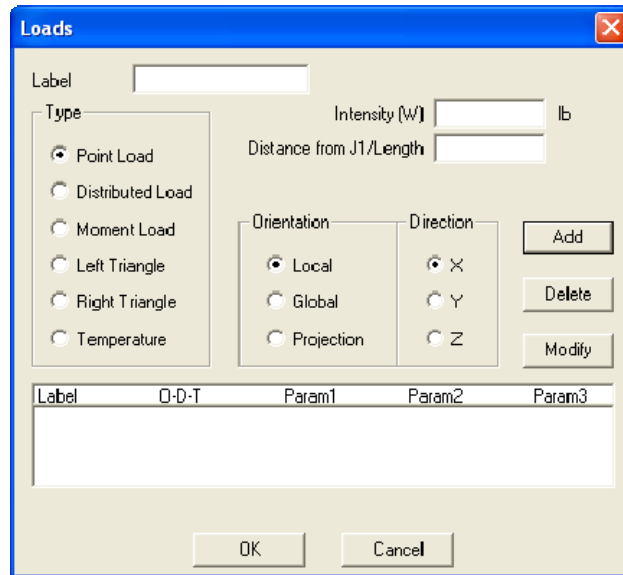 Loads
Label
Type
Intensity (W)
lb
Point Load
Distance from J1/Length
Distributed Load
Moment Load
Orientation
Direction
Add
Left Triangle
Local
X
Right Triangle
Global
Y
Delete
Temperature
Projection
Z
Modify
Label O-D-T Param1 Param2 Param3
OK
Cancel